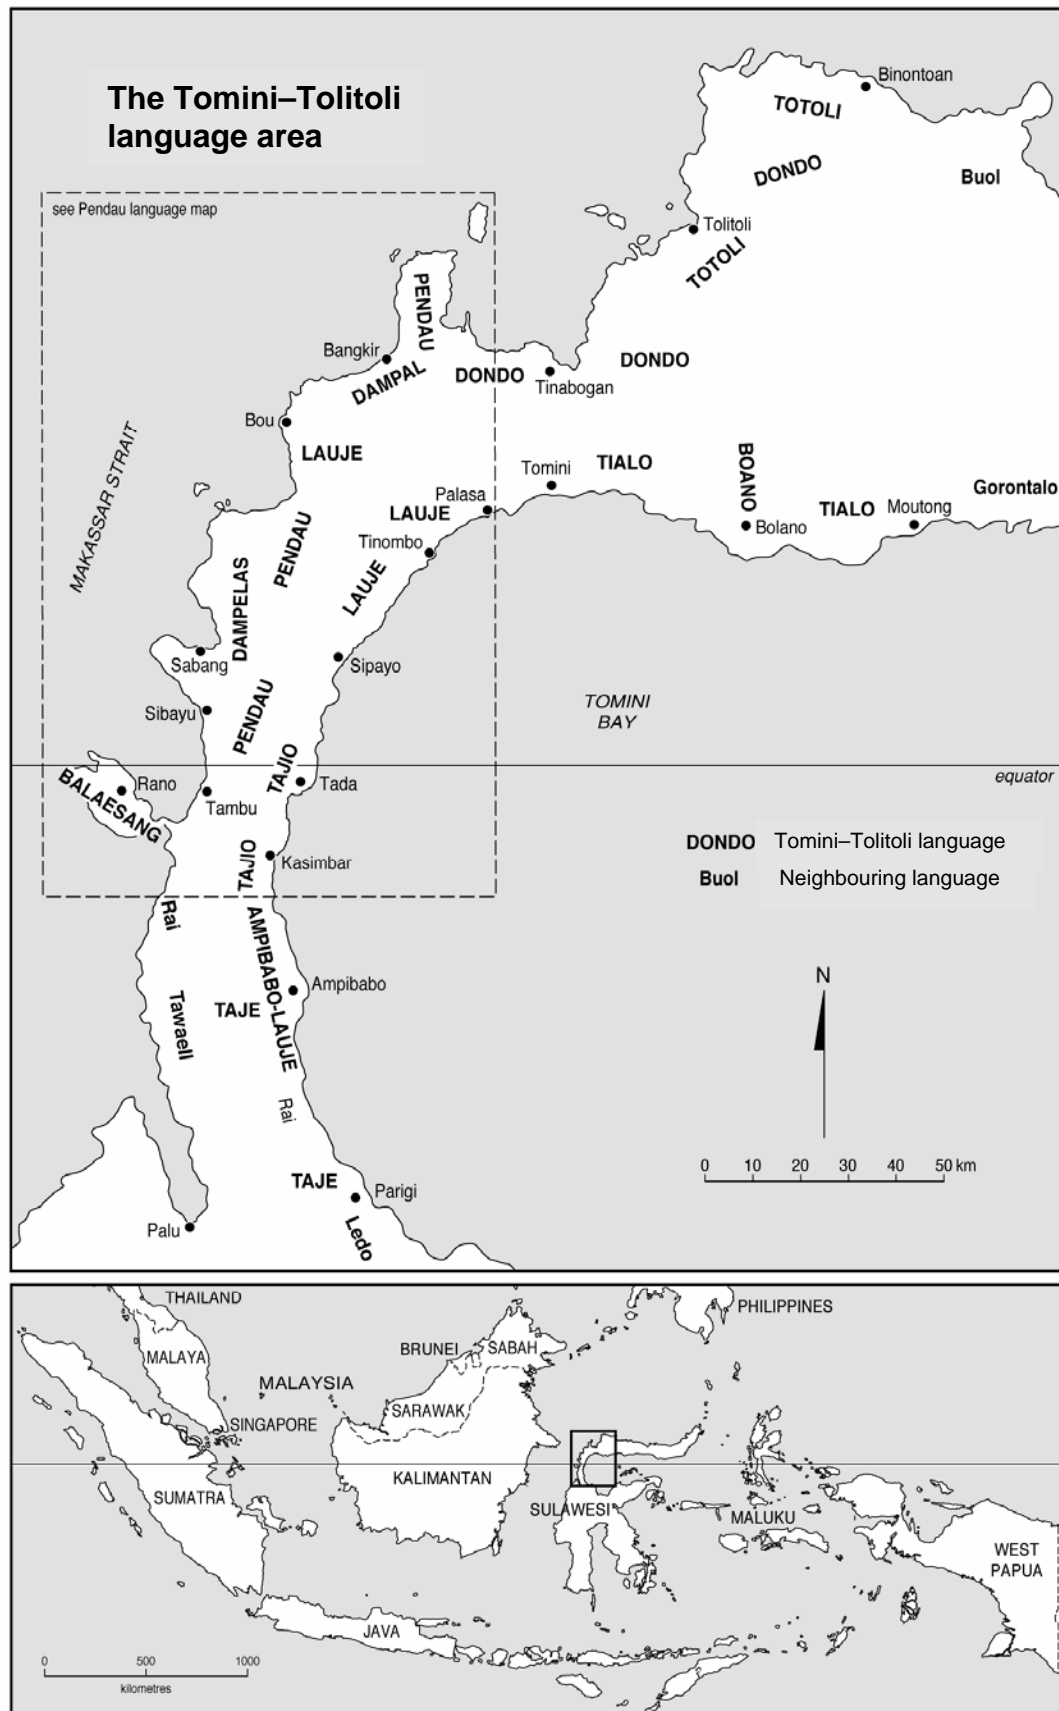 The Tomini–Tolitoli
language area
Binontoan
TOTOLI
DONDO
Buol
see Pendau language map
Tolitoli
TOTOLI
PENDAU
Bangkir
DAMPAL
DONDO
Tinabogan
DONDO
Bou
LAUJE
MAKASSAR STRAIT
TIALO
BOANO
Tomini
Palasa
LAUJE
TIALO
Gorontalo
Moutong
Bolano
Tinombo
PENDAU
LAUJE
DAMPELAS
Sabang
Sipayo
Sibayu
PENDAU
TOMINI
BAY
TAJIO
equator
BALAESANG
Rano
Tambu
Tada
DONDO Tomini–Tolitoli language
TAJIO
Kasimbar
Buol Neighbouring language
Rai
AMPIBABO-LAUJE
N
Ampibabo
TAJE
Tawaell
Rai
0 10 20 30 40 50 km
TAJE
Parigi
Ledo
Palu
THAILAND
PHILIPPINES
MALAYA
BRUNEI
SABAH
MALAYSIA
SARAWAK
SINGAPORE
KALIMANTAN
SUMATRA
SULAWESI
MALUKU
WEST
PAPUA
JAVA
0 500 1000
kilometres